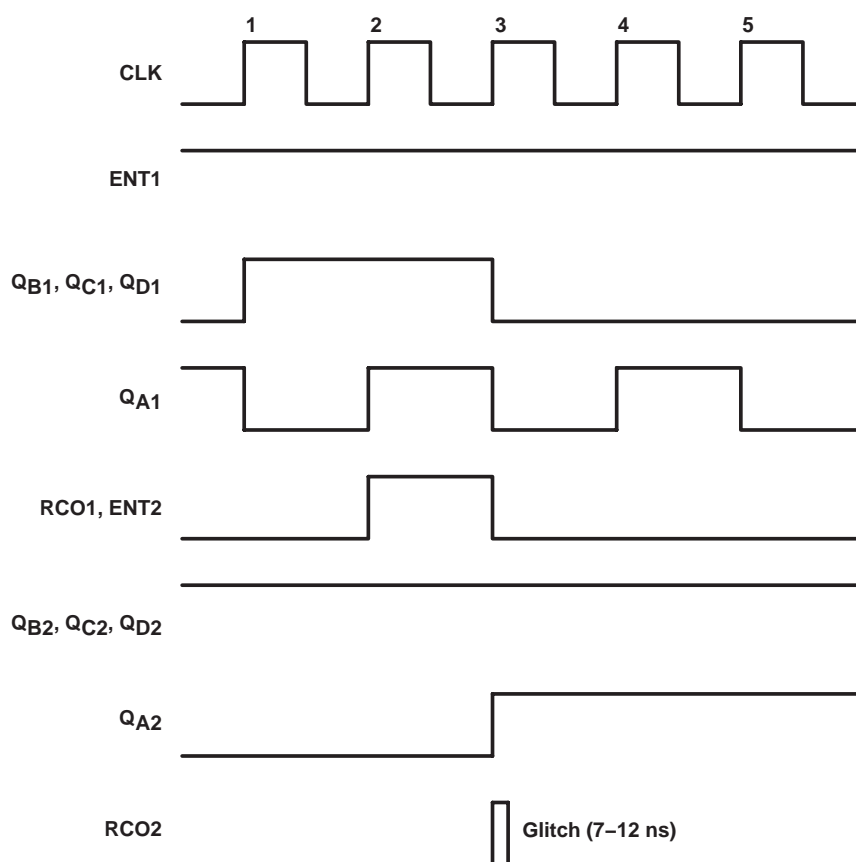 1 2 3 4 5
CLK
ENT1
QB1, QC1, QD1
QA1
RCO1, ENT2
QB2, QC2, QD2
QA2
RCO2
Glitch (7–12 ns)